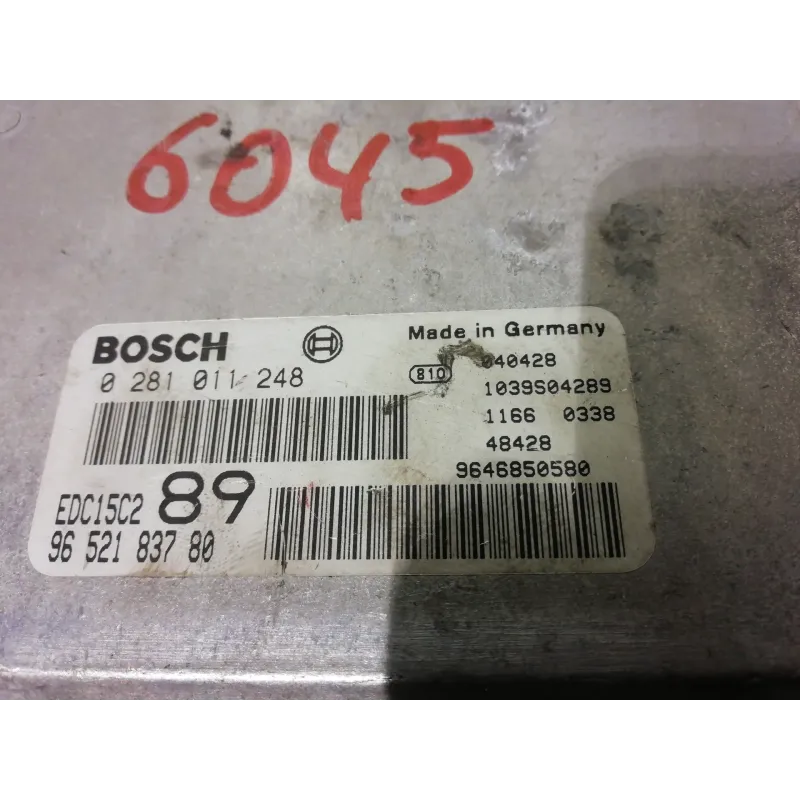 6045
BOSCH
Made in Germany
0 281 011 248
810
040428
1039S04289
1166 0338
48428
9646850580
EDC15C2 89
96 521 837 80